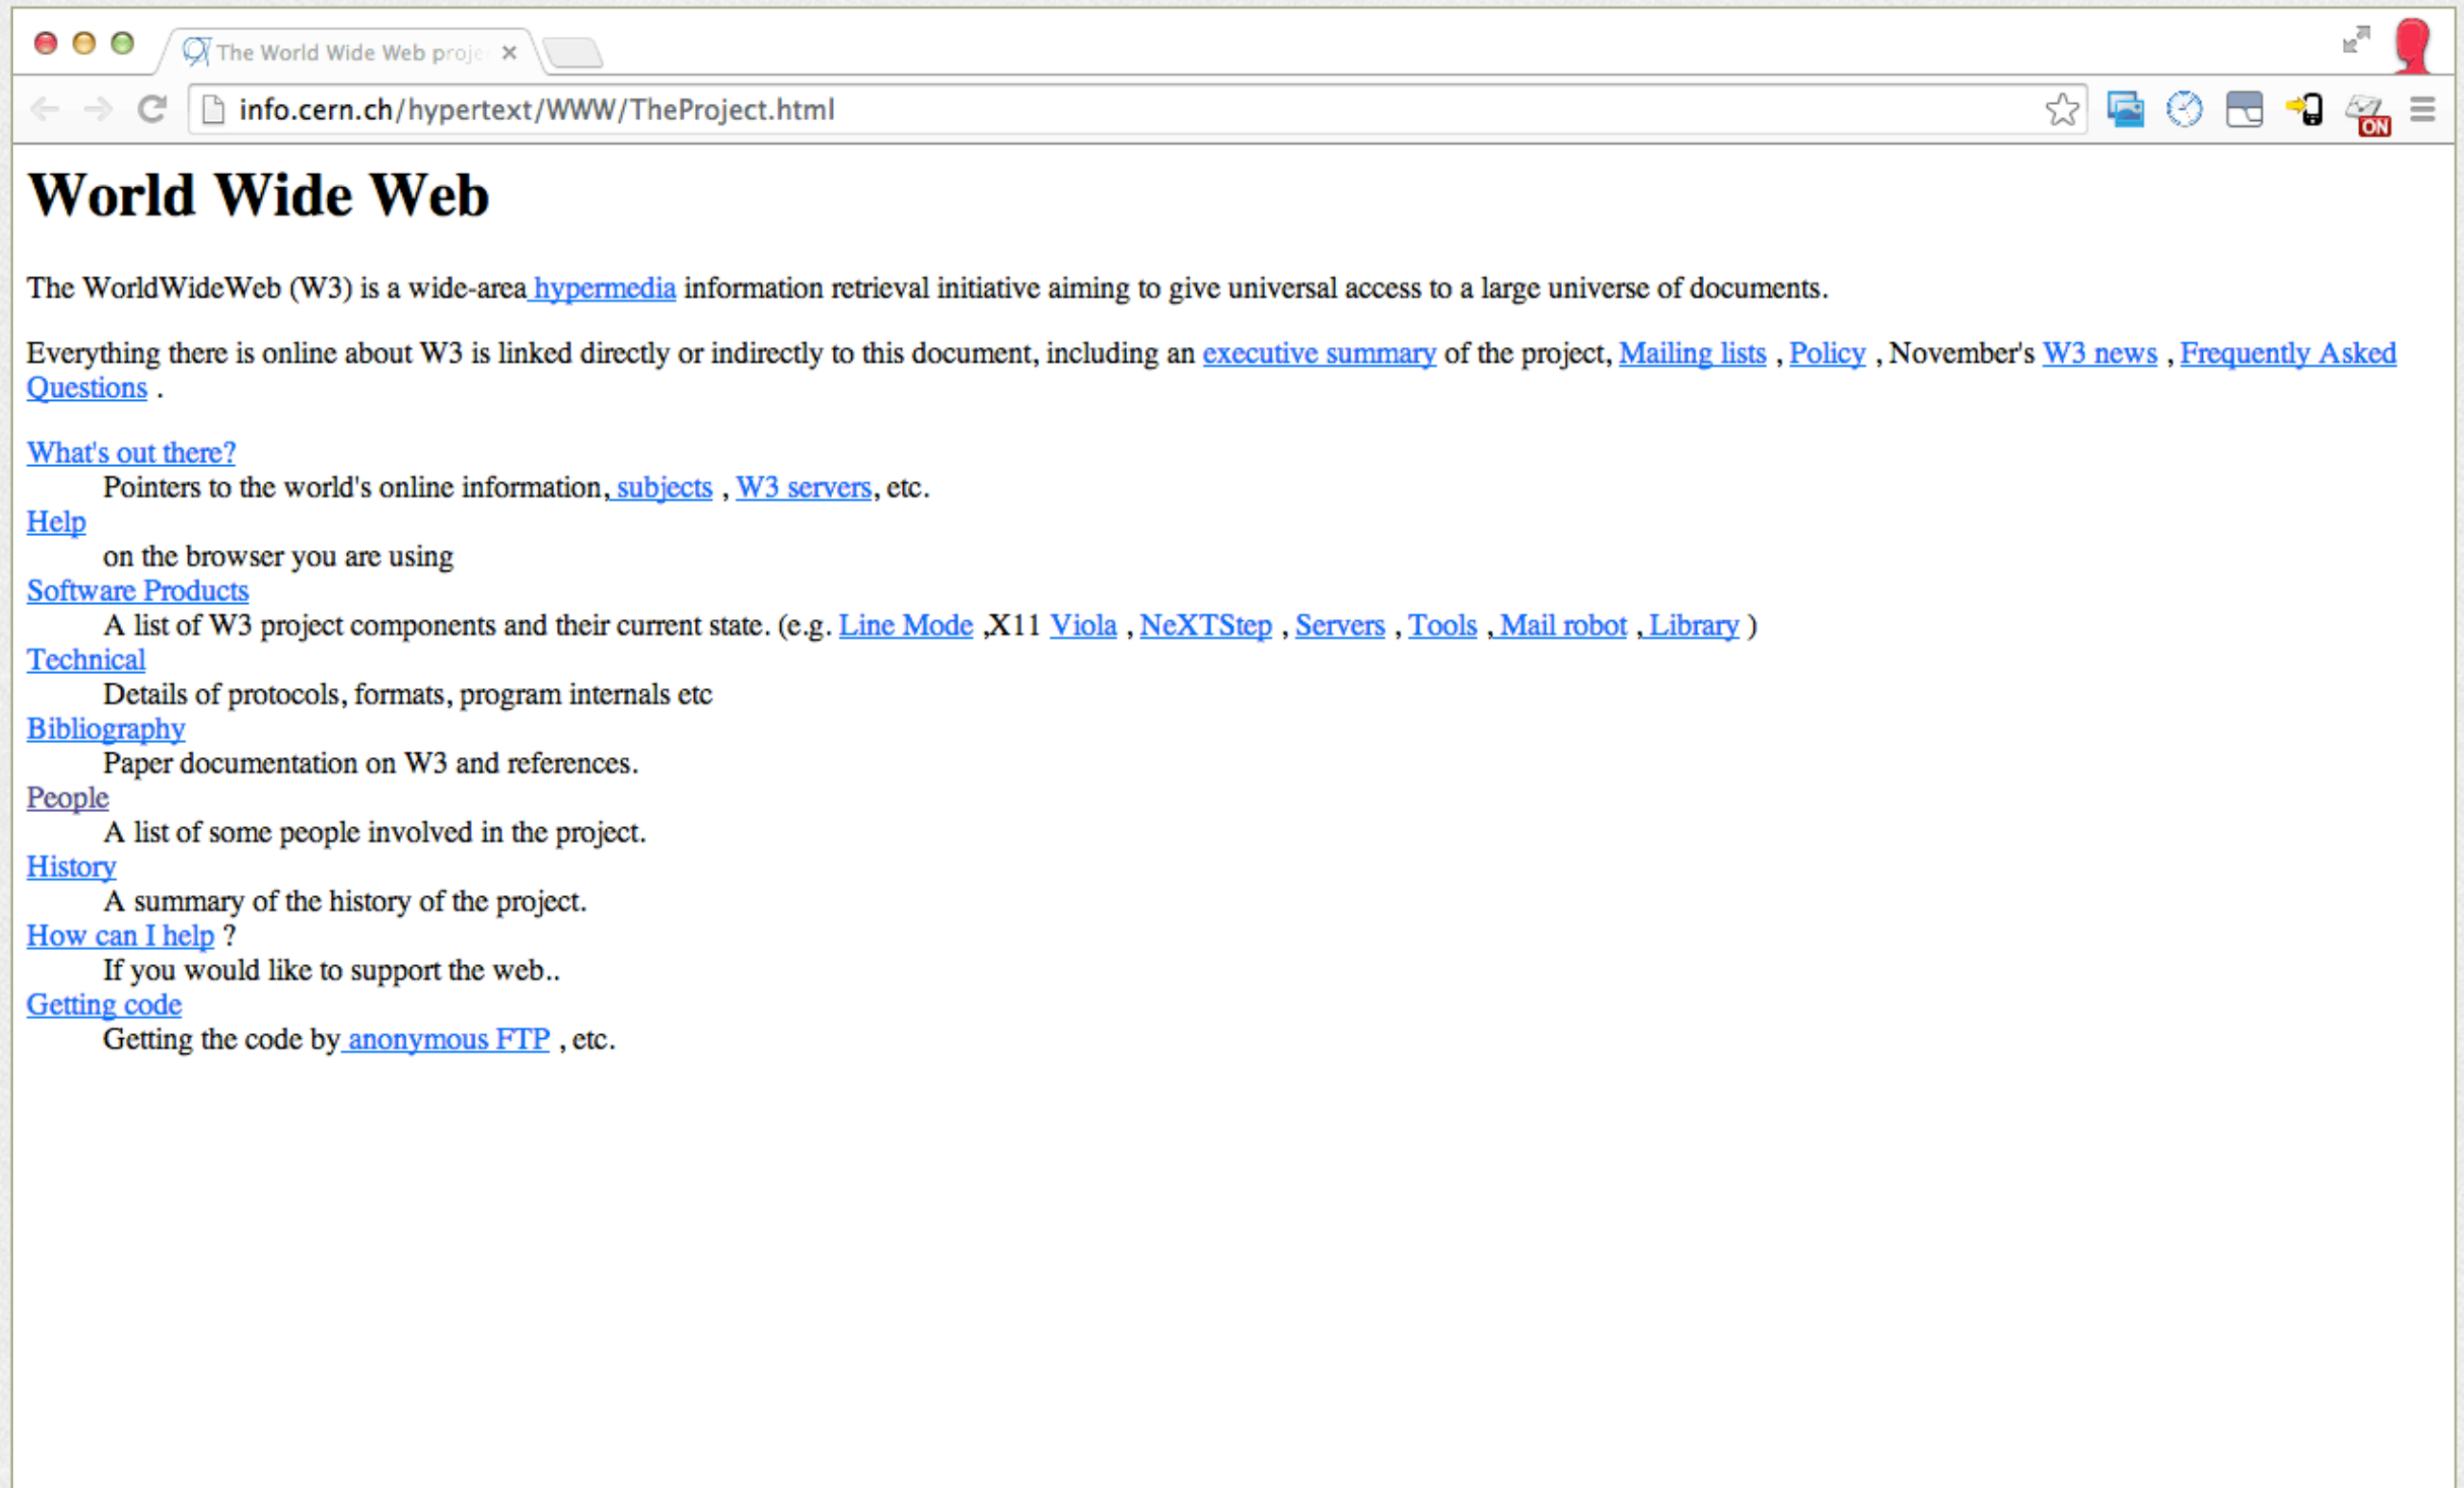 The World Wide Web proje
info.cern.ch/hypertext/WWW/TheProject.html
ON
World Wide Web
The WorldWideWeb (W3) is a wide-area hypermedia information retrieval initiative aiming to give universal access to a large universe of documents.
Everything there is online about W3 is linked directly or indirectly to this document, including an executive summary of the project, Mailing lists , Policy , November's W3 news , Frequently Asked
Questions .
What's out there?
Pointers to the world's online information, subjects , W3 servers, etc.
Help
on the browser you are using
Software Products
A list of W3 project components and their current state. (e.g. Line Mode ,X11 Viola , NeXTStep , Servers , Tools , Mail robot , Library )
Technical
Details of protocols, formats, program internals etc
Bibliography
Paper documentation on W3 and references.
People
A list of some people involved in the project.
History
A summary of the history of the project.
How can I help ?
If you would like to support the web..
Getting code
Getting the code by anonymous FTP , etc.